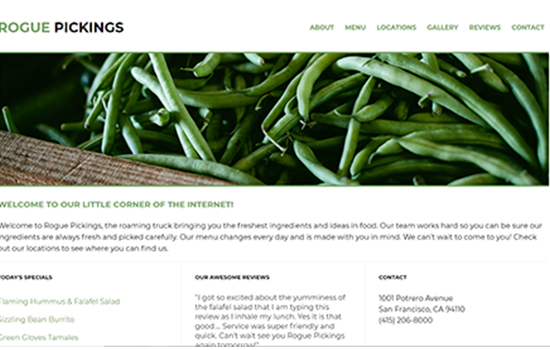 ROGUE PICKINGS
ABOUT MENU LOCATIONS GALLERY REVIEWS CONTACT
WELCOME TO OUR LITTLE CORNER OF THE INTERNET!
Welcome to Rogue Pickings, the roaming truck bringing you the freshest ingredients and ideas in food. Our team works hard so you can be sure our
ingredients are always fresh and picked carefully. Our menu changes every day and is made with you in mind. We can't wait to come to you! Check
out our locations to see where you can find us.
TODAY'S SPECIALS
Flaming Hummus & Falafel Salad
Sizzling Bean Burrito
Green Gloves Tamales
OUR AWESOME REVIEWS
"I got so excited about the yumminess of
the falafel salad that I am typing this
review as I inhale my lunch. Yes it is that
good.... Service was super friendly and
quick. Can't wait see you Rogue Pickings
again tomorrow!"
CONTACT
1001 Potrero Avenue
San Francisco, CA 94110
(415) 206-8000